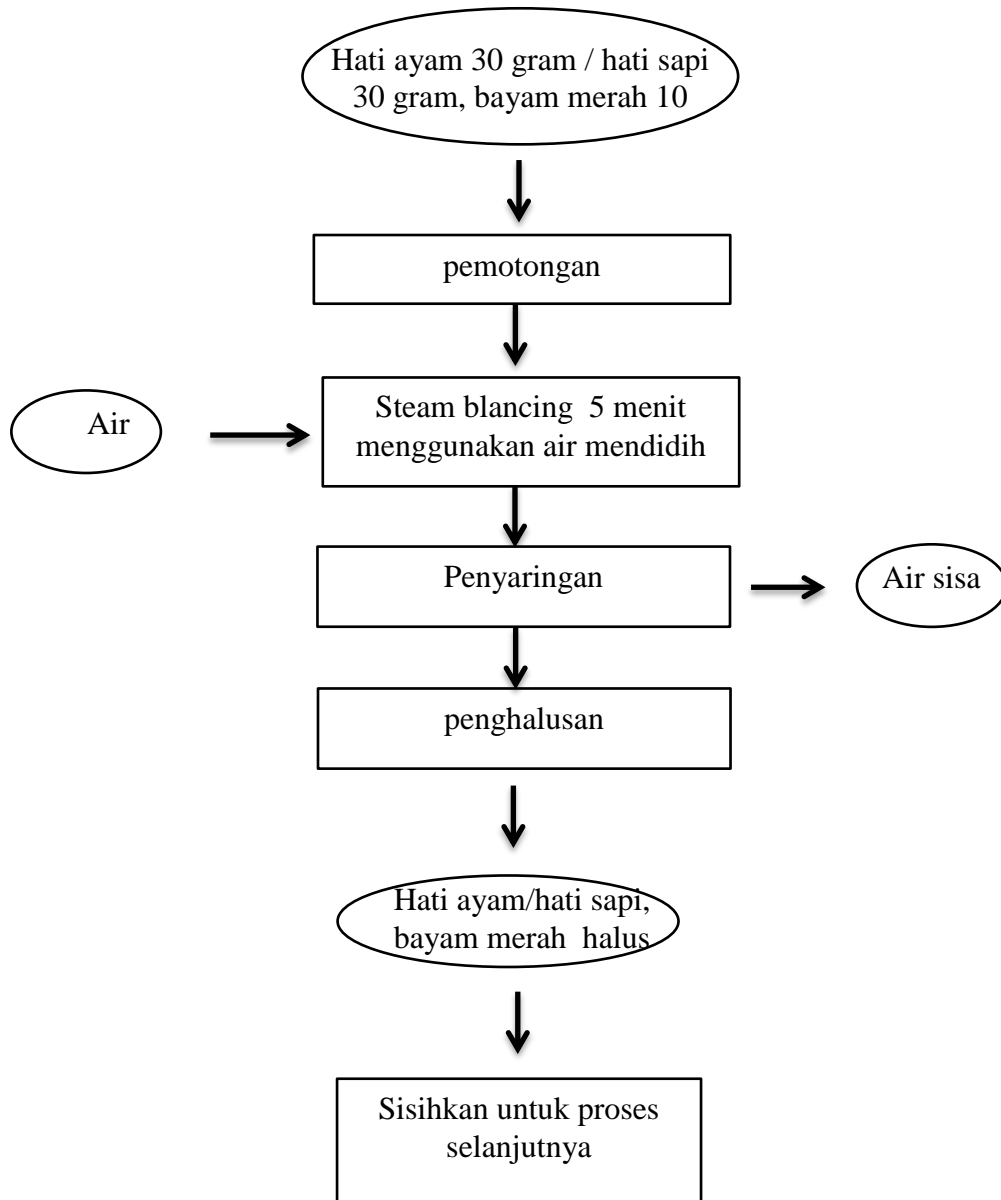 Hati ayam 30 gram / hati sapi
30 gram, bayam merah 10
pemotongan
Steam blancing  5 menit
menggunakan air mendidih
Air
Penyaringan
Air sisa
penghalusan
Hati ayam/hati sapi,
bayam merah  halus
Sisihkan untuk proses
selanjutnya